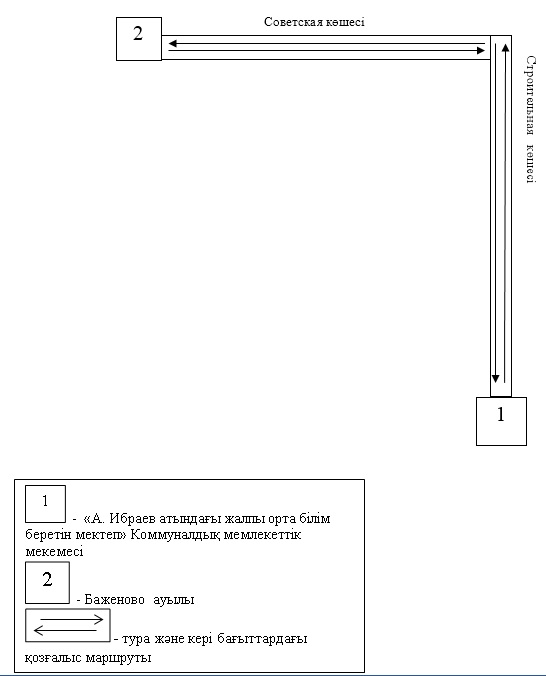 Советская көшесі
2
Строительная көшесі
1
1 - «А. Ибраев атындағы жалпы орта білім
беретін мектеп» Коммуналдық мемлекеттік
мекемесі
2 - Баженово ауылы
- тура және кері бағыттардағы
қозғалыс маршруты